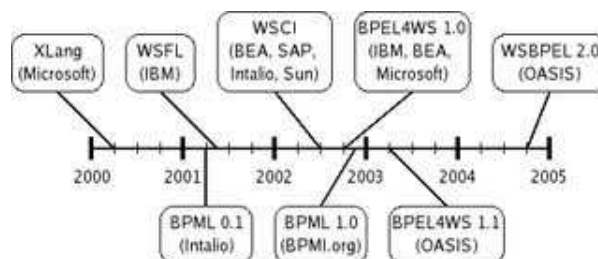 XLang
(Microsoft)
WSFL
(IBM)
WSCI
(BEA, SAP,
Intalio, Sun)
BPEL4WS 1.0
(IBM, BEA,
Microsoft)
WSBPEL 2.0
(OASIS)
2000 2001 2002 2003 2004 2005
BPML 0.1
(Intalio)
BPML 1.0
(BPMI.org)
BPEL4WS 1.1
(OASIS)